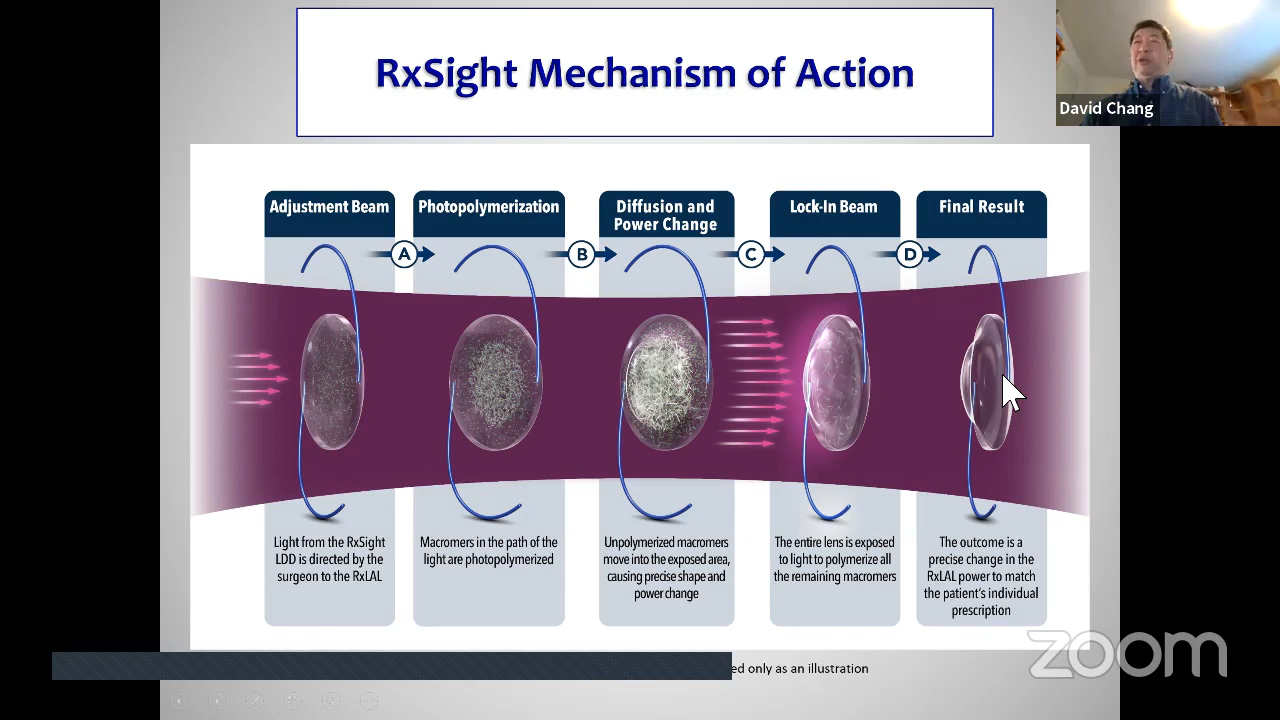 RxSight Mechanism of Action
David Chang
Adjustment Beam
A
Photopolymerization
B
Diffusion and
Power Change
C
Lock-In Beam
D
Final Result
Light from the RxSight
LDD is directed by the
surgeon to the RxLAL
Macromers in the path of the
light are photopolymerized
Unpolymerized macromers
move into the exposed area,
causing precise shape and
power change
The entire lens is exposed
to light to polymerize all
the remaining macromers
The outcome is a
precise change in the
RxLAL power to match
the patient's individual
prescription
only as an illustration
zoom